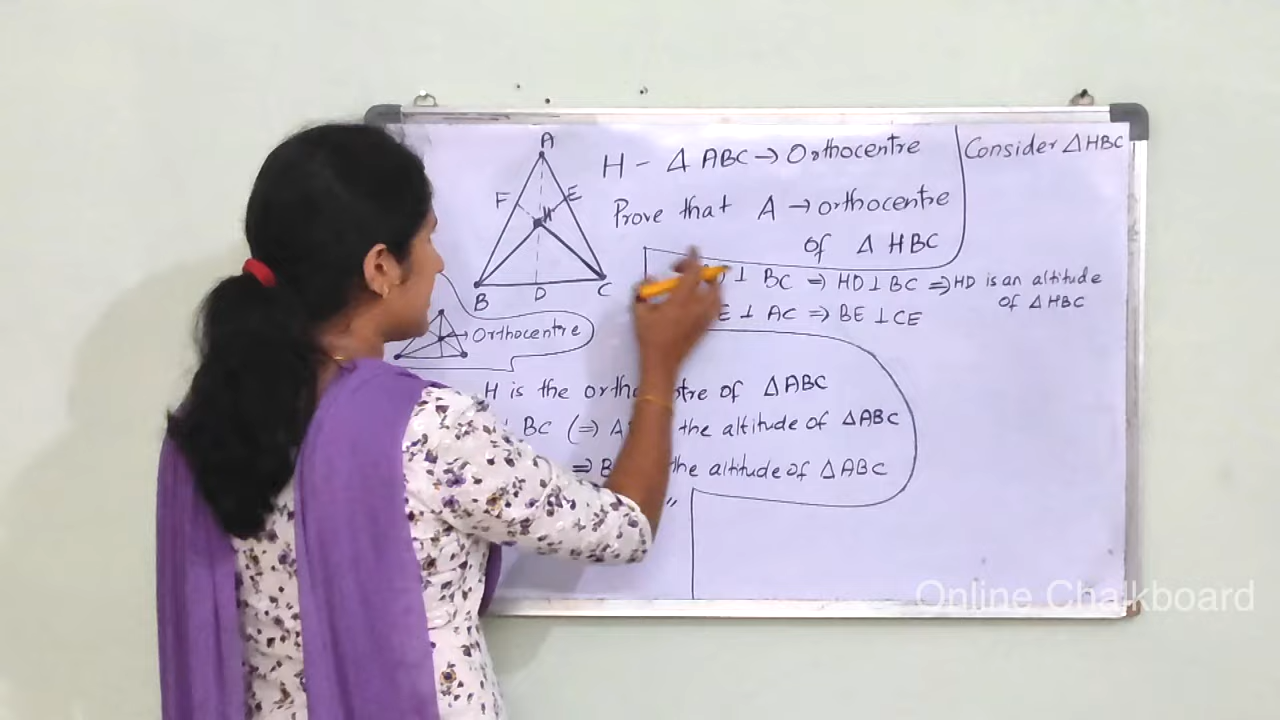 A
F
E
H
B
D
C
H – Δ ABC → Orthocentre
Prove that A → orthocentre
of Δ HBC
Consider Δ HBC
⊥ BC ⇒ HD ⊥ BC ⇒ HD is an altitude
of Δ HBC
E ⊥ AC ⇒ BE ⊥ CE
→ Orthocentre
H is the of Δ ABC
BC (⇒ the altitude of Δ ABC
⇒ the altitude of Δ ABC
"
Online Chalkboard